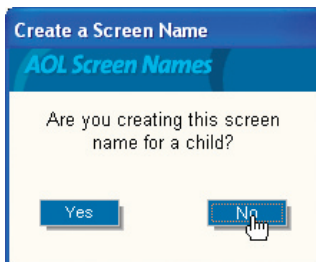 Create a Screen Name
AOL Screen Names
Are you creating this screen
name for a child?
Yes
No